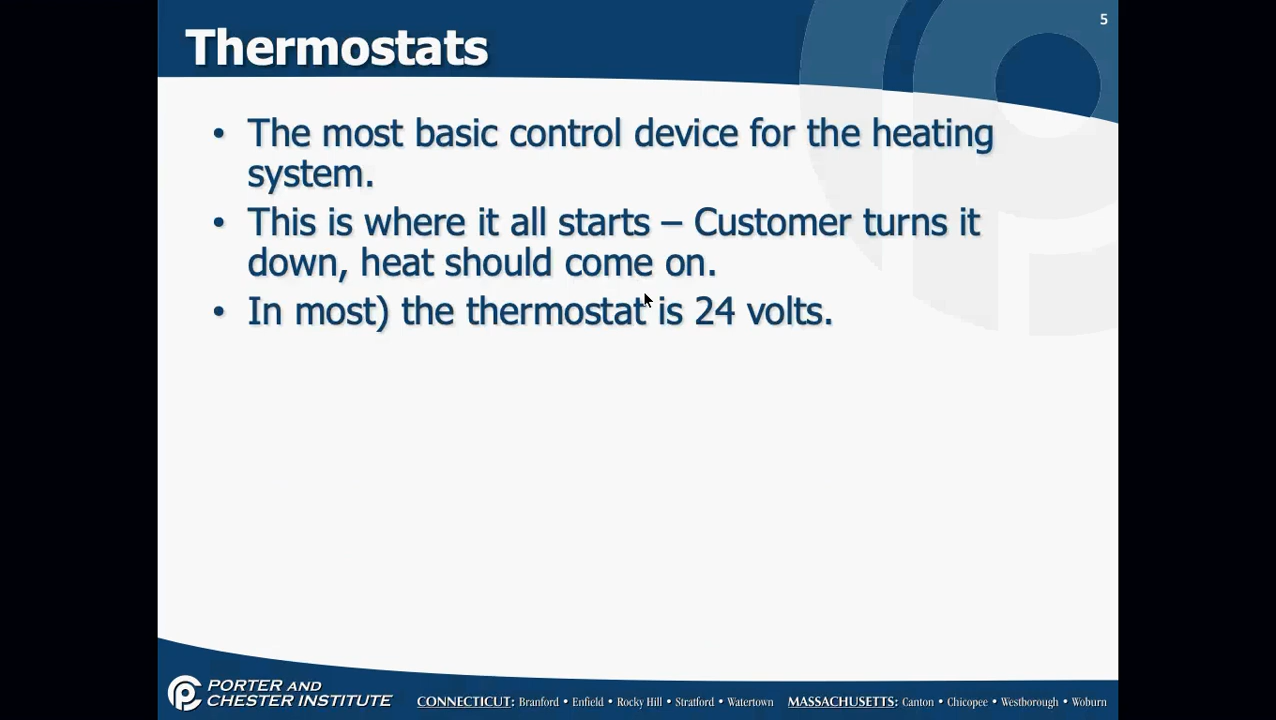 5
Thermostats
• The most basic control device for the heating
system.
• This is where it all starts – Customer turns it
down, heat should come on.
• In most) the thermostat is 24 volts.
PORTER AND
CHESTER INSTITUTE
CONNECTICUT: Branford • Enfield • Rocky Hill • Stratford • Watertown MASSACHUSETTS: Canton • Chicopee • Westborough • Woburn